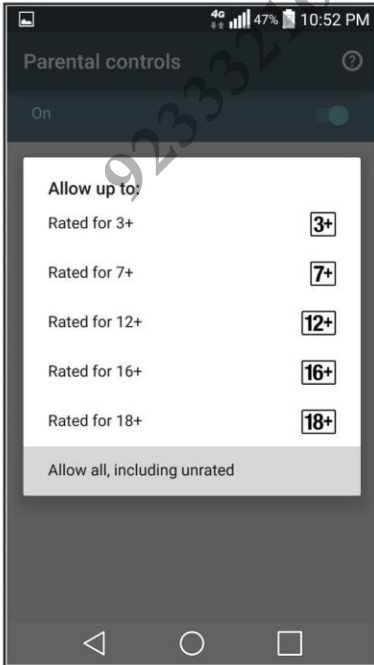 4G 47% 10:52 PM
Parental controls ?
On
Allow up to:
Rated for 3+ 3+
Rated for 7+ 7+
Rated for 12+ 12+
Rated for 16+ 16+
Rated for 18+ 18+
Allow all, including unrated